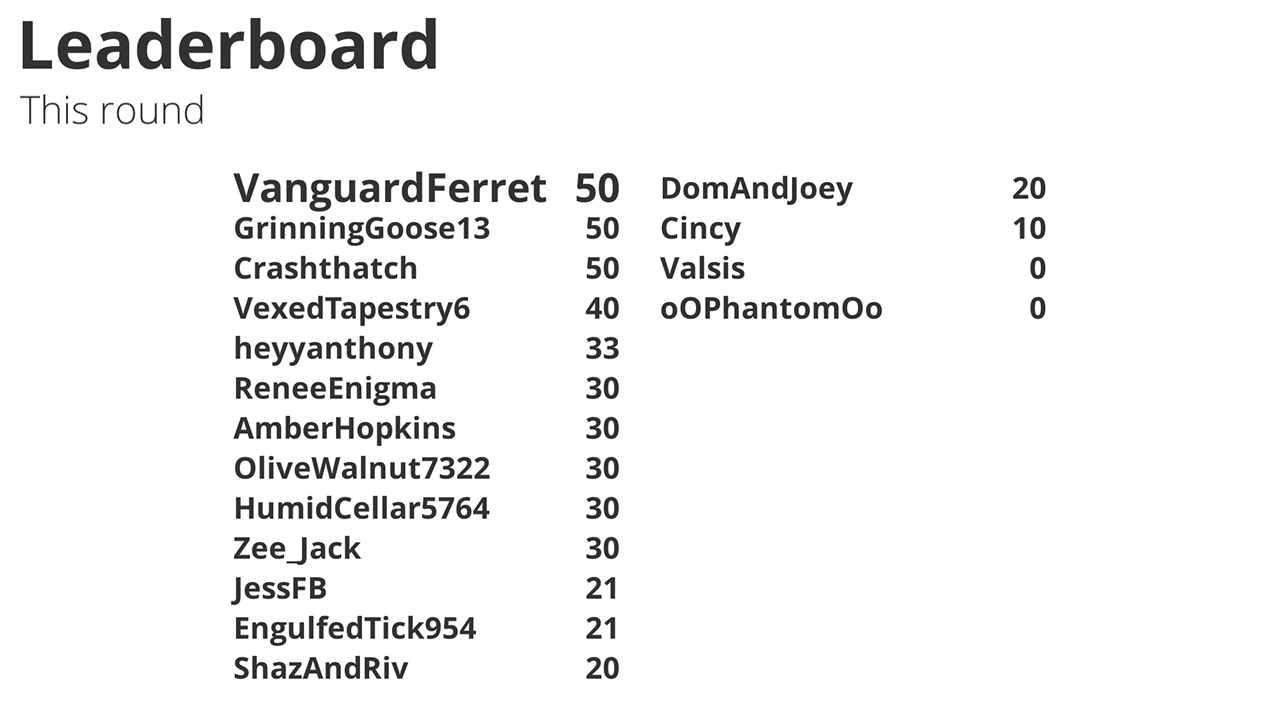 Leaderboard
This round
VanguardFerret 50
GrinningGoose13 50
Crashthatch 50
VexedTapestry6 40
heyyanthony 33
ReneeEnigma 30
AmberHopkins 30
OliveWalnut7322 30
HumidCellar5764 30
Zee_Jack 30
JessFB 21
EngulfedTick954 21
ShazAndRiv 20
DomAndJoey 20
Cincy 10
Valsis 0
oOPhantomOo 0